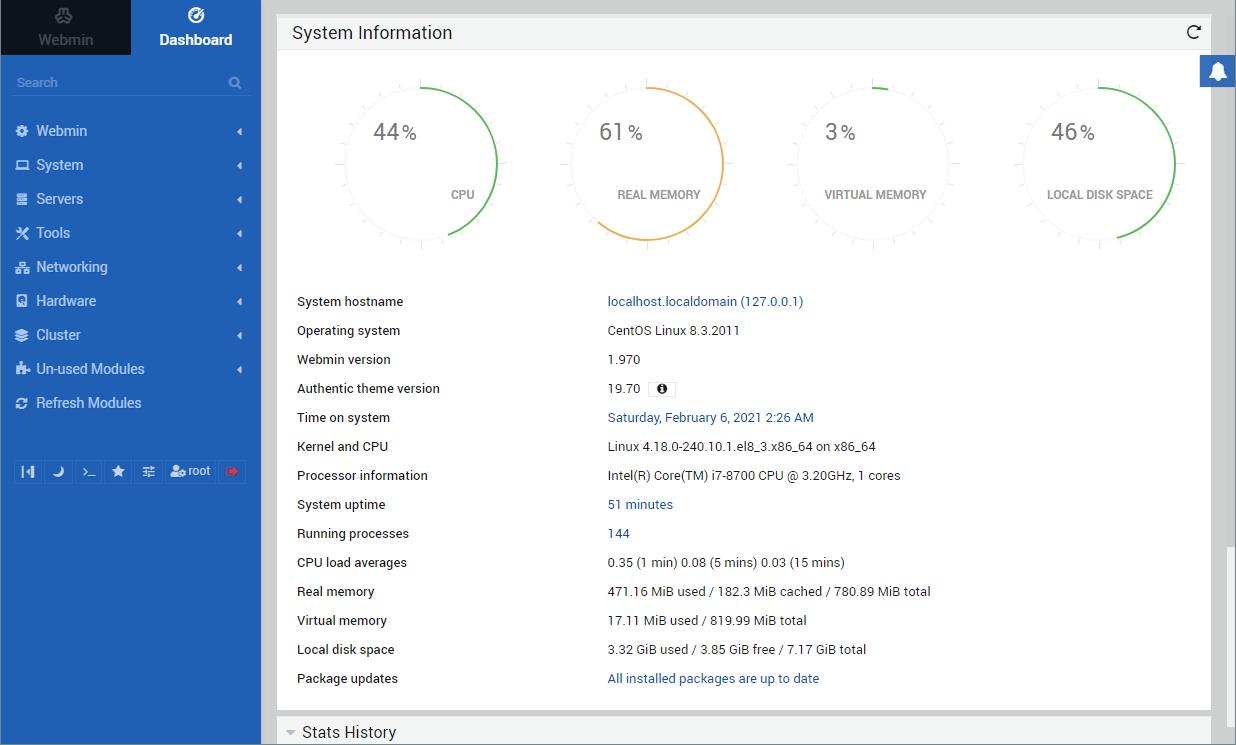 Webmin
Dashboard
Search
Webmin
System
Servers
Tools
Networking
Hardware
Cluster
Un-used Modules
Refresh Modules
root
System Information
44% 61% 3% 46%
CPU REAL MEMORY VIRTUAL MEMORY LOCAL DISK SPACE
System hostname localhost.localdomain (127.0.0.1)
Operating system CentOS Linux 8.3.2011
Webmin version 1.970
Authentic theme version 19.70
Time on system Saturday, February 6, 2021 2:26 AM
Kernel and CPU Linux 4.18.0-240.10.1.el8_3.x86_64 on x86_64
Processor information Intel(R) Core(TM) i7-8700 CPU @ 3.20GHz, 1 cores
System uptime 51 minutes
Running processes 144
CPU load averages 0.35 (1 min) 0.08 (5 mins) 0.03 (15 mins)
Real memory 471.16 MiB used / 182.3 MiB cached / 780.89 MiB total
Virtual memory 17.11 MiB used / 819.99 MiB total
Local disk space 3.32 GiB used / 3.85 GiB free / 7.17 GiB total
Package updates All installed packages are up to date
Stats History